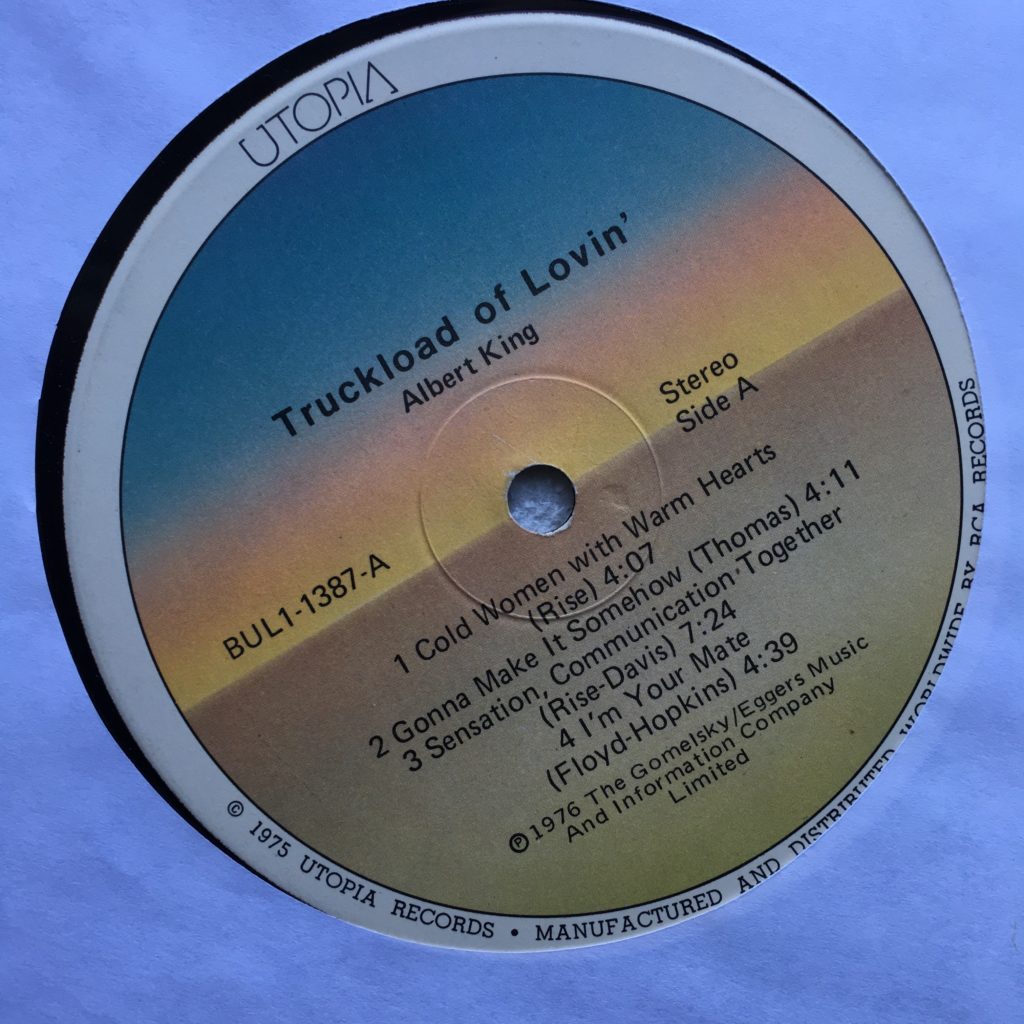 UTOPIA
Truckload of Lovin'
Albert King
Stereo
Side A
BUL1-1387-A
1 Cold Women with Warm Hearts
(Rise) 4:07
2 Gonna Make It Somehow (Thomas) 4:11
3 Sensation, Communication Together
(Rise-Davis) 7:24
4 I'm Your Mate
(Floyd-Hopkins) 4:39
℗1976 The Gomelsky/Eggers Music
And Information Company
Limited
© 1975 UTOPIA RECORDS • MANUFACTURED AND DISTRIBUTED WORLDWIDE BY RCA RECORDS